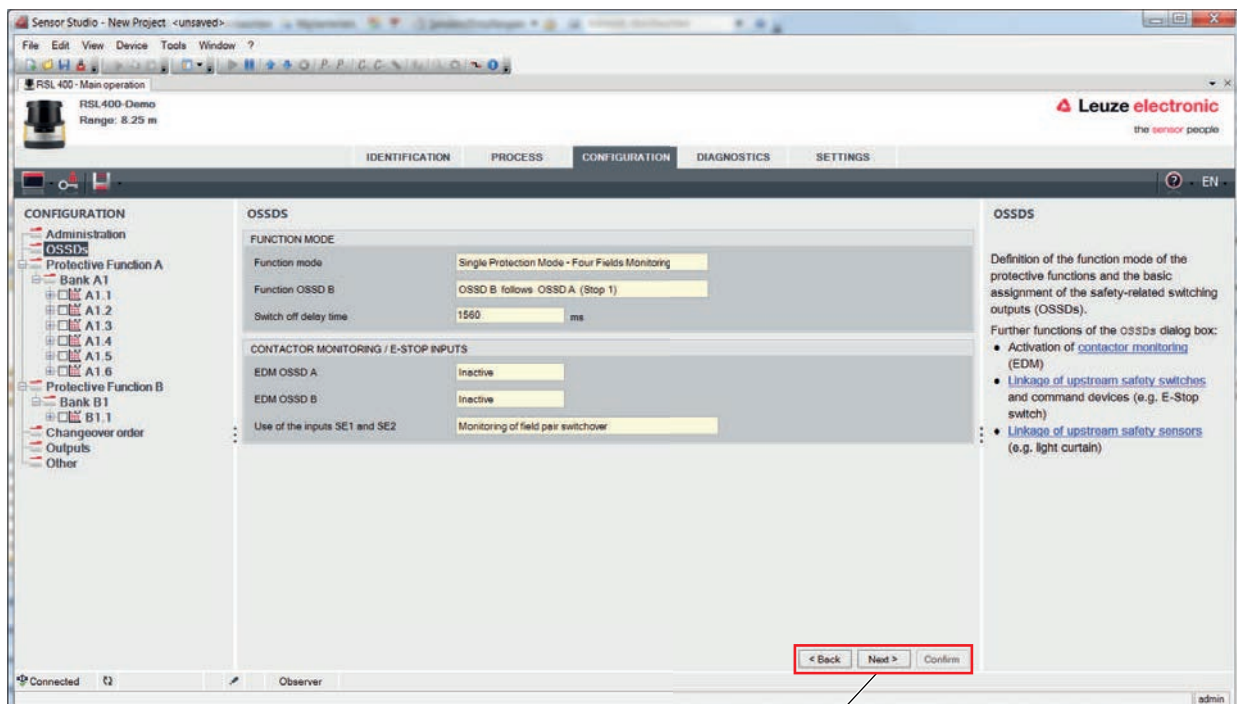 Sensor Studio - New Project <unsaved>
File Edit View Device Tools Window ?
RSL 400 - Main operation
RSL400-Demo
Range: 8.25 m
Leuze electronic
the sensor people
IDENTIFICATION PROCESS CONFIGURATION DIAGNOSTICS SETTINGS
EN
CONFIGURATION
Administration
OSSDs
Protective Function A
Bank A1
A1.1
A1.2
A1.3
A1.4
A1.5
A1.6
Protective Function B
Bank B1
B1.1
Changeover order
Outputs
Other
OSSDS
FUNCTION MODE
Function mode Single Protection Mode - Four Fields Monitoring
Function OSSD B OSSD B follows OSSD A (Stop 1)
Switch off delay time 1560 ms
CONTACTOR MONITORING / E-STOP INPUTS
EDM OSSD A Inactive
EDM OSSD B Inactive
Use of the inputs SE1 and SE2 Monitoring of field pair switchover
< Back Next > Confirm
OSSDS
Definition of the function mode of the
protective functions and the basic
assignment of the safety-related switching
outputs (OSSDs).
Further functions of the OSSDs dialog box:
• Activation of contactor monitoring
(EDM)
• Linkage of upstream safety switches
and command devices (e.g. E-Stop
switch)
• Linkage of upstream safety sensors
(e.g. light curtain)
Connected Observer
admin